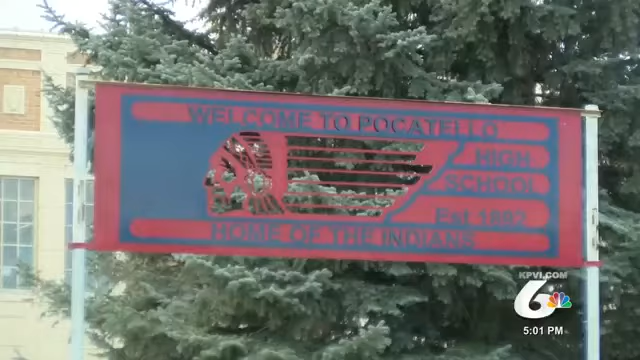 WELCOME TO POCATELLO
HIGH
SCHOOL
Est 1892
HOME OF THE INDIANS
KPVI.COM
6
5:01 PM